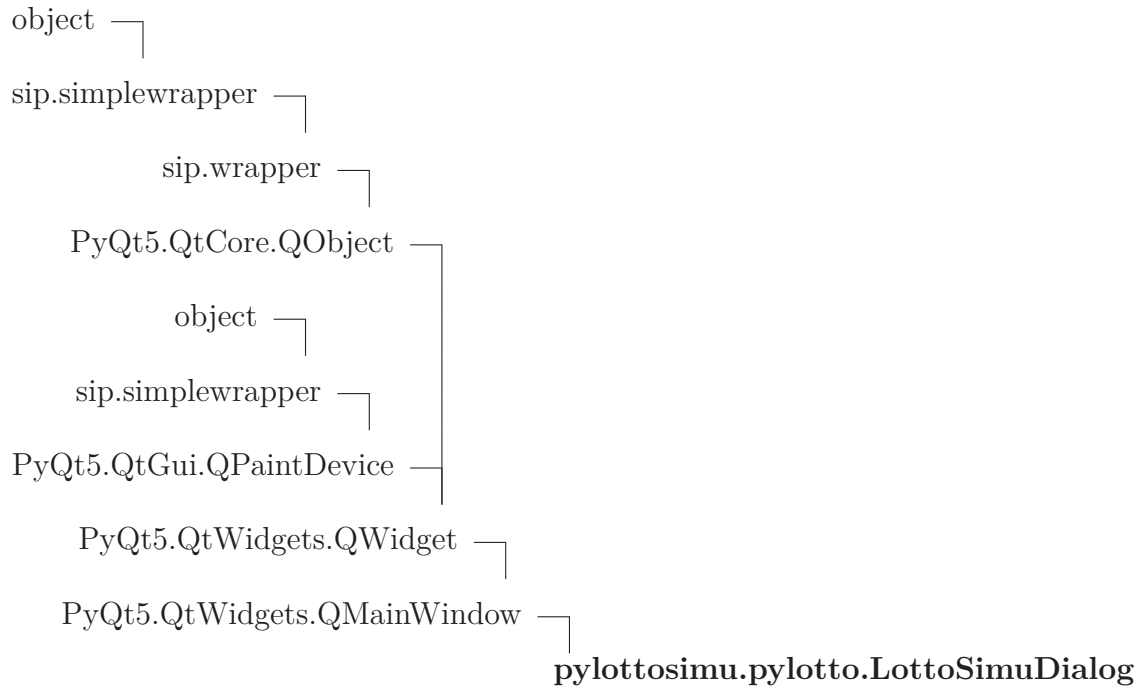 object
sip.simplewrapper
sip.wrapper
PyQt5.QtCore.QObject
object
sip.simplewrapper
PyQt5.QtGui.QPaintDevice
PyQt5.QtWidgets.QWidget
PyQt5.QtWidgets.QMainWindow
pylottosimu.pylotto.LottoSimuDialog